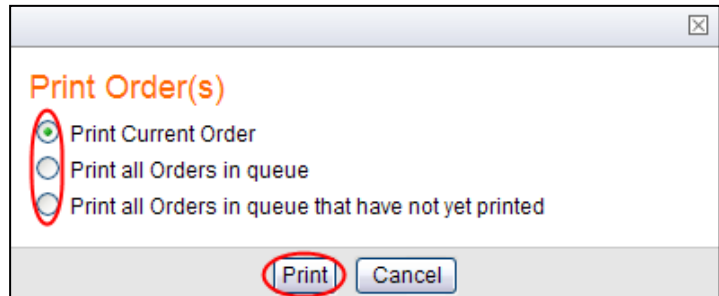 Print Order(s)
Print Current Order
Print all Orders in queue
Print all Orders in queue that have not yet printed
Print Cancel